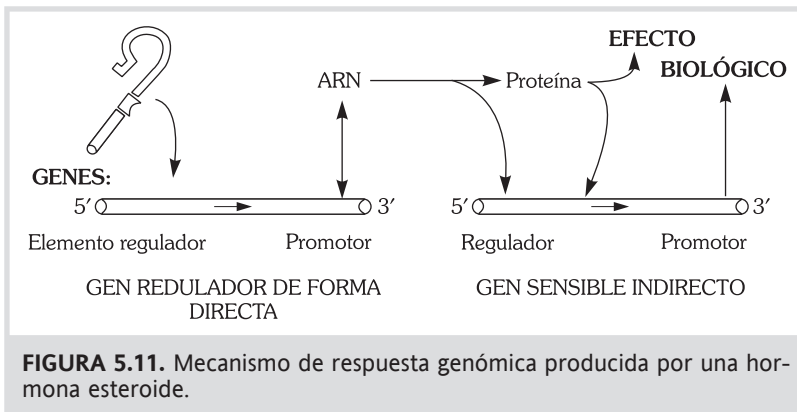 EFECTO
BIOLÓGICO
ARN
Proteína
GENES:
5′ 3′ 5′ 3′
Elemento regulador Promotor Regulador Promotor
GEN REDULADOR DE FORMA
DIRECTA
GEN SENSIBLE INDIRECTO
FIGURA 5.11. Mecanismo de respuesta genómica producida por una hor-
mona esteroide.